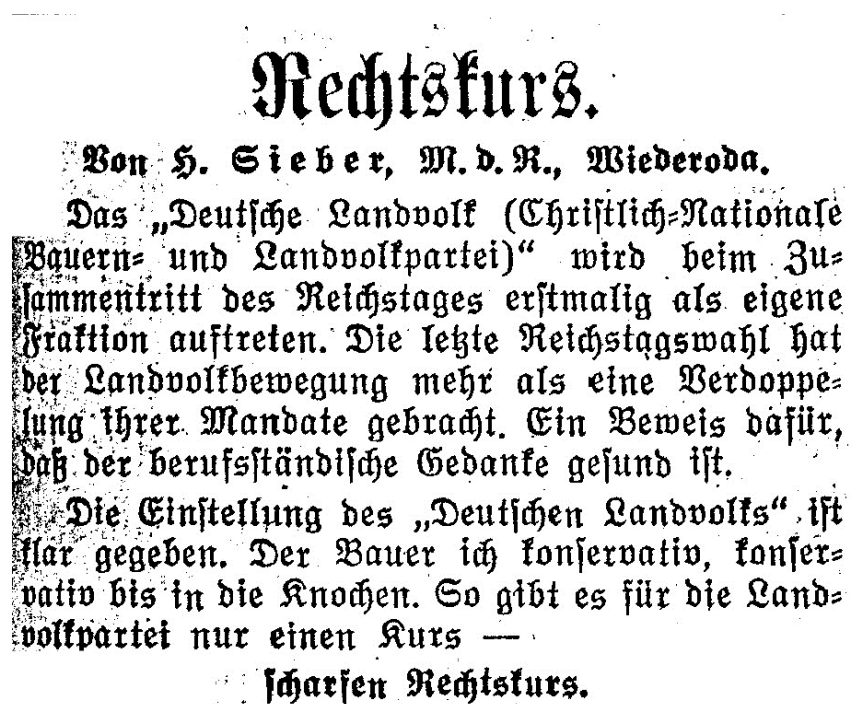 Rechtskurs.
Von H. Sieber, M. d. R., Wiederoda.
Das „Deutsche Landvolk (Christlich-Nationale
Bauern- und Landvolkpartei)“ wird beim Zu-
sammentritt des Reichstages erstmalig als eigene
Fraktion auftreten. Die letzte Reichstagswahl hat
der Landvolkbewegung mehr als eine Verdoppe-
lung ihrer Mandate gebracht. Ein Beweis dafür,
daß der berufsständische Gedanke gesund ist.
Die Einstellung des „Deutschen Landvolks“ ist
klar gegeben. Der Bauer ich konservativ, konser-
vativ bis in die Knochen. So gibt es für die Land-
volkpartei nur einen Kurs —
scharfen Rechtskurs.